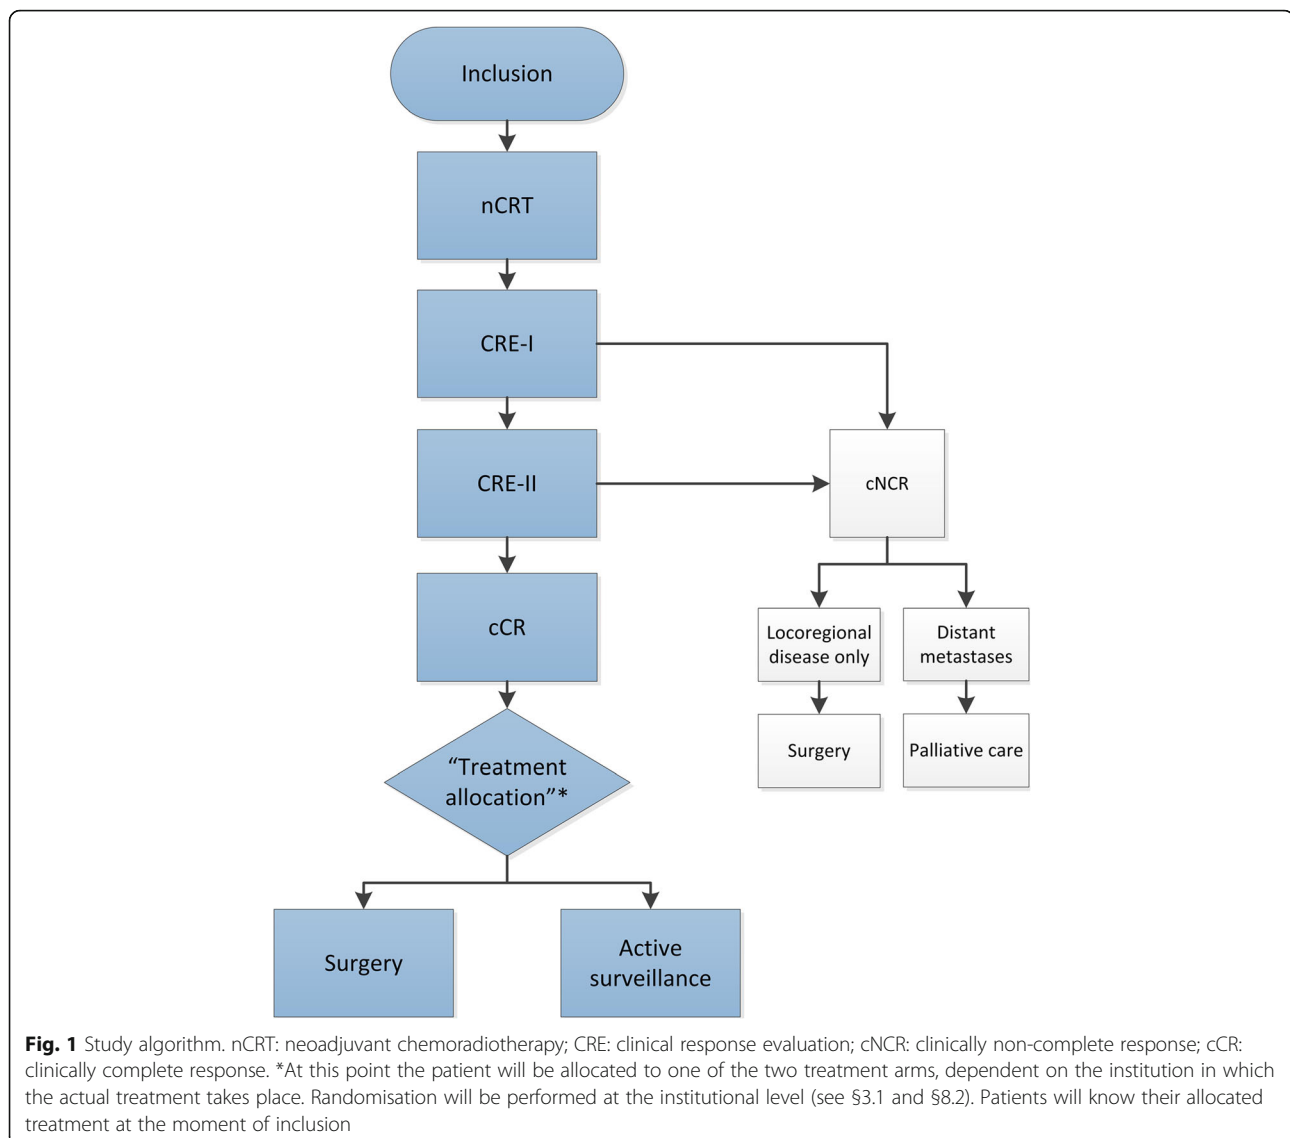 Inclusion
nCRT
CRE-I
CRE-II
cNCR
cCR
Locoregional
disease only
Distant
metastases
Surgery
Palliative care
“Treatment
allocation”*
Surgery
Active
surveillance
Fig. 1 Study algorithm. nCRT: neoadjuvant chemoradiotherapy; CRE: clinical response evaluation; cNCR: clinically non-complete response; cCR:
clinically complete response. *At this point the patient will be allocated to one of the two treatment arms, dependent on the institution in which
the actual treatment takes place. Randomisation will be performed at the institutional level (see §3.1 and §8.2). Patients will know their allocated
treatment at the moment of inclusion